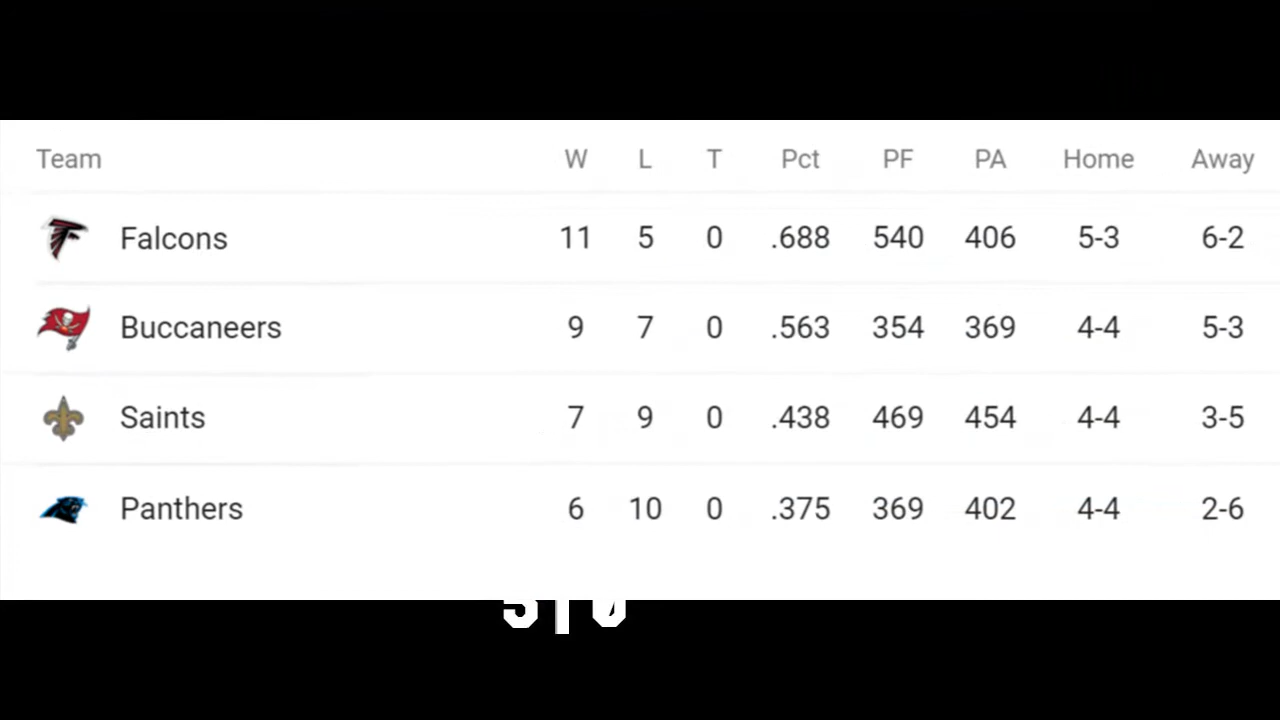 Team W L T Pct PF PA Home Away
Falcons 11 5 0 .688 540 406 5-3 6-2
Buccaneers 9 7 0 .563 354 369 4-4 5-3
Saints 7 9 0 .438 469 454 4-4 3-5
Panthers 6 10 0 .375 369 402 4-4 2-6